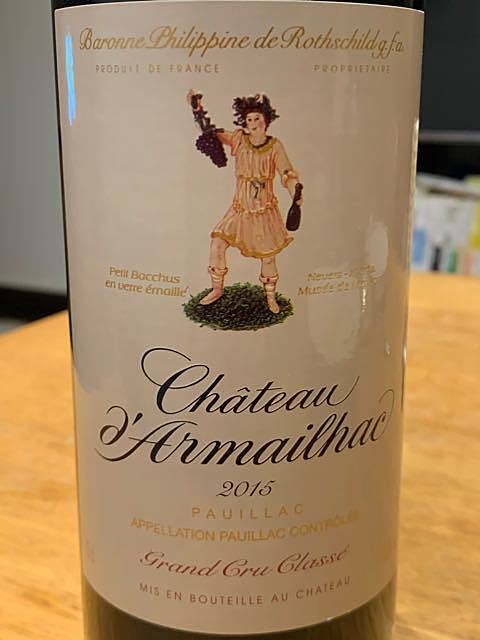 Baronne Philippine de Rothschild g.f.a.
PRODUIT DE FRANCE PROPRIETAIRE
Petit Bacchus
en verre émaillé
Nevers -
Musée de
Château
d'Armailhac
2015
PAUILLAC
APPELLATION PAUILLAC CONTRÔLÉE
Grand Cru Classé
MIS EN BOUTEILLE AU CHATEAU